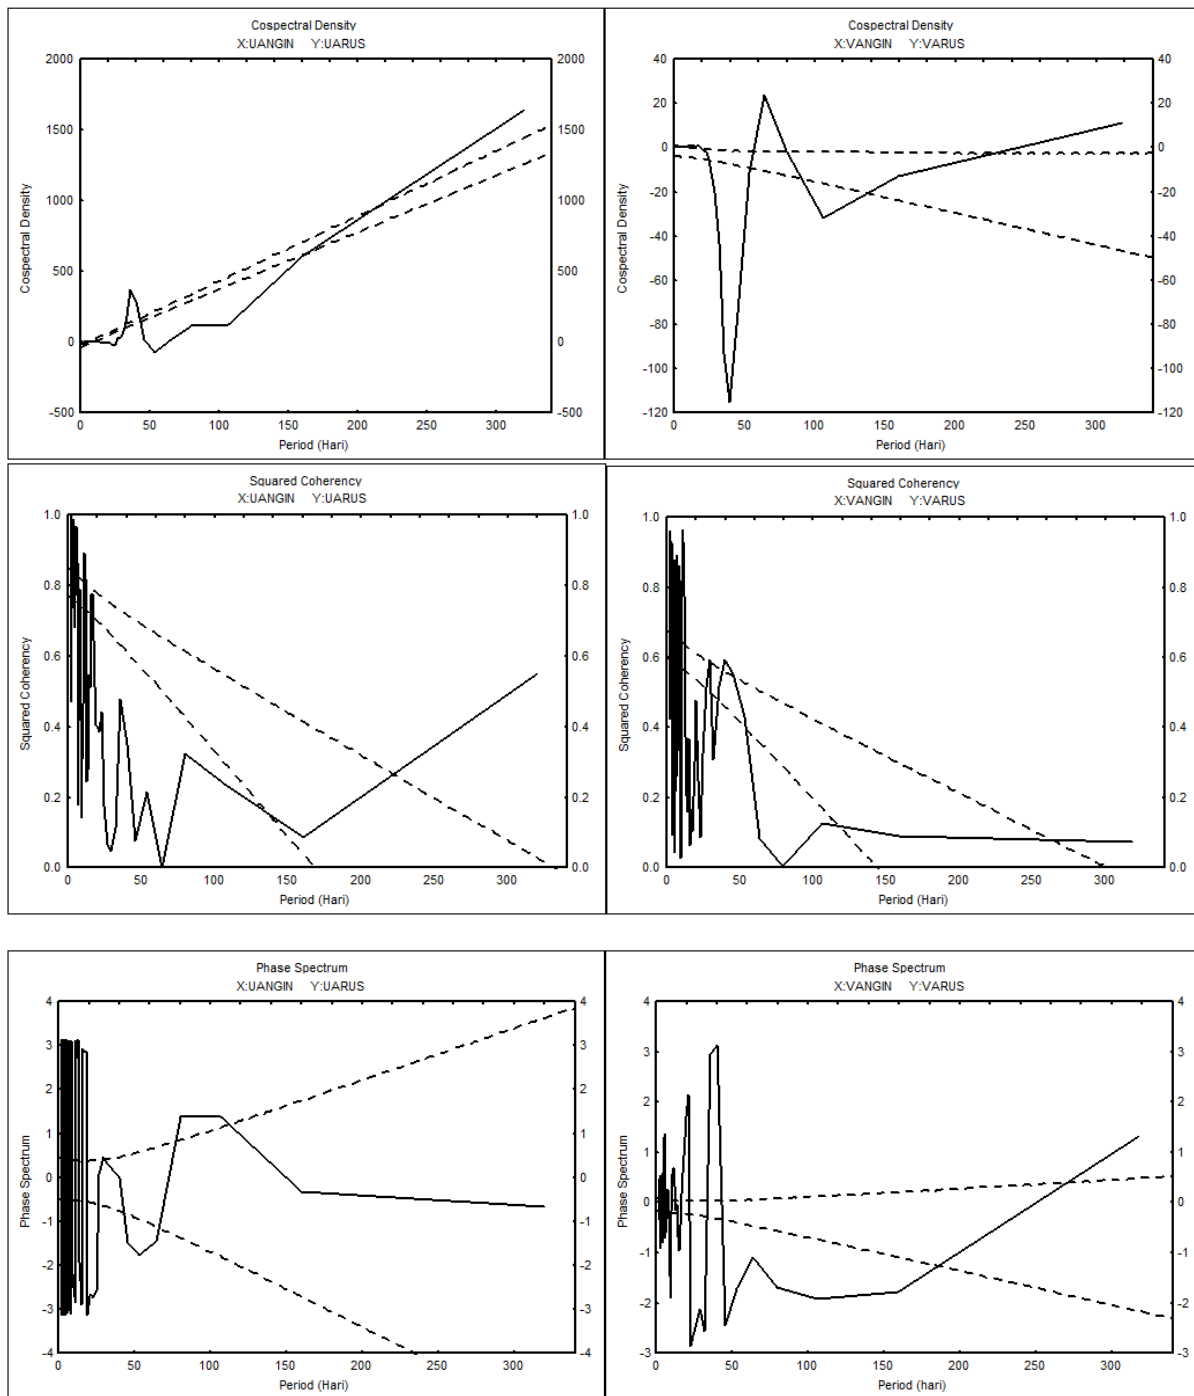 Cospectral Density
X:UANGIN Y:UARUS
2000 2000
1500 1500
1000 1000
500 500
0 0
-500 -500
Cospectral Density
0 50 100 150 200 250 300
Period (Hari)
Cospectral Density
X:VANGIN Y:VARUS
40 40
20 20
0 0
-20 -20
-40 -40
-60 -60
-80 -80
-100 -100
-120 -120
Cospectral Density
0 50 100 150 200 250 300
Period (Hari)
Squared Coherency
X:UANGIN Y:UARUS
1.0 1.0
0.8 0.8
0.6 0.6
0.4 0.4
0.2 0.2
0.0 0.0
Squared Coherency
0 50 100 150 200 250 300
Period (Hari)
Squared Coherency
X:VANGIN Y:VARUS
1.0 1.0
0.8 0.8
0.6 0.6
0.4 0.4
0.2 0.2
0.0 0.0
Squared Coherency
0 50 100 150 200 250 300
Period (Hari)
Phase Spectrum
X:UANGIN Y:UARUS
4 4
3 3
2 2
1 1
0 0
-1 -1
-2 -2
-3 -3
-4 -4
Phase Spectrum
0 50 100 150 200 250 300
Period (Hari)
Phase Spectrum
X:VANGIN Y:VARUS
4 4
3 3
2 2
1 1
0 0
-1 -1
-2 -2
-3 -3
Phase Spectrum
0 50 100 150 200 250 300
Period (Hari)